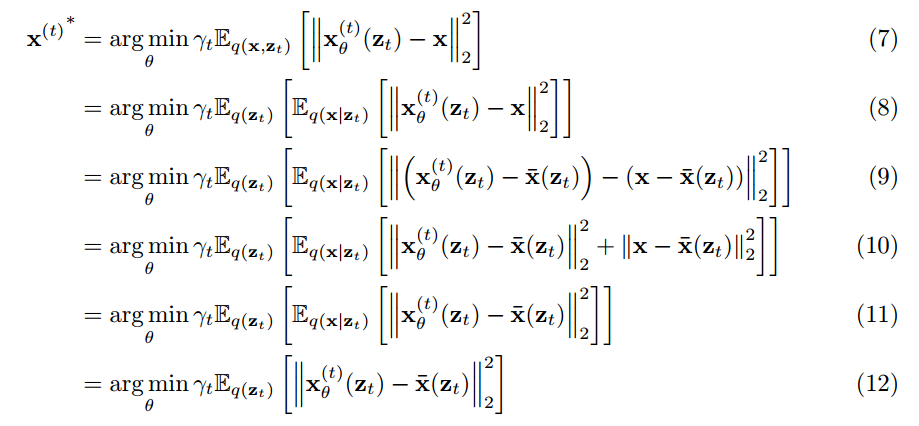 𝐱^{(t)*} = arg min_θ γ_t 𝔼_{q(𝐱,𝐳_t)} [ ‖ 𝐱_θ^{(t)}(𝐳_t) − 𝐱 ‖_2^2 ] (7)
= arg min_θ γ_t 𝔼_{q(𝐳_t)} [ 𝔼_{q(𝐱|𝐳_t)} [ ‖ 𝐱_θ^{(t)}(𝐳_t) − 𝐱 ‖_2^2 ] ] (8)
= arg min_θ γ_t 𝔼_{q(𝐳_t)} [ 𝔼_{q(𝐱|𝐳_t)} [ ‖ ( 𝐱_θ^{(t)}(𝐳_t) − 𝐱̄(𝐳_t) ) − (𝐱 − 𝐱̄(𝐳_t)) ‖_2^2 ] ] (9)
= arg min_θ γ_t 𝔼_{q(𝐳_t)} [ 𝔼_{q(𝐱|𝐳_t)} [ ‖ 𝐱_θ^{(t)}(𝐳_t) − 𝐱̄(𝐳_t) ‖_2^2 + ‖𝐱 − 𝐱̄(𝐳_t)‖_2^2 ] ] (10)
= arg min_θ γ_t 𝔼_{q(𝐳_t)} [ 𝔼_{q(𝐱|𝐳_t)} [ ‖ 𝐱_θ^{(t)}(𝐳_t) − 𝐱̄(𝐳_t) ‖_2^2 ] ] (11)
= arg min_θ γ_t 𝔼_{q(𝐳_t)} [ ‖ 𝐱_θ^{(t)}(𝐳_t) − 𝐱̄(𝐳_t) ‖_2^2 ] (12)